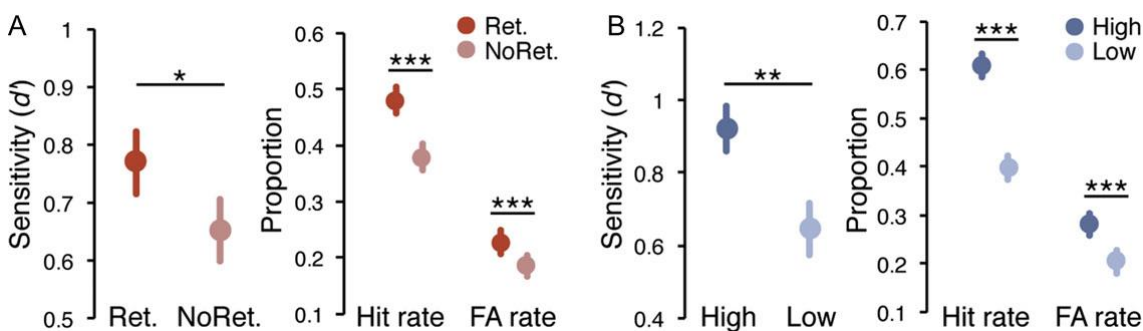 A
Sensitivity (d′)
1
0.9
0.8
0.7
0.6
0.5
*
Ret.
NoRet.
Proportion
0.6
0.5
0.4
0.3
0.2
0.1
***
***
Hit rate
FA rate
Ret.
NoRet.
B
Sensitivity (d′)
1.2
1
0.8
0.6
0.4
**
High
Low
Proportion
0.7
0.6
0.5
0.4
0.3
0.2
0.1
***
***
Hit rate
FA rate
High
Low